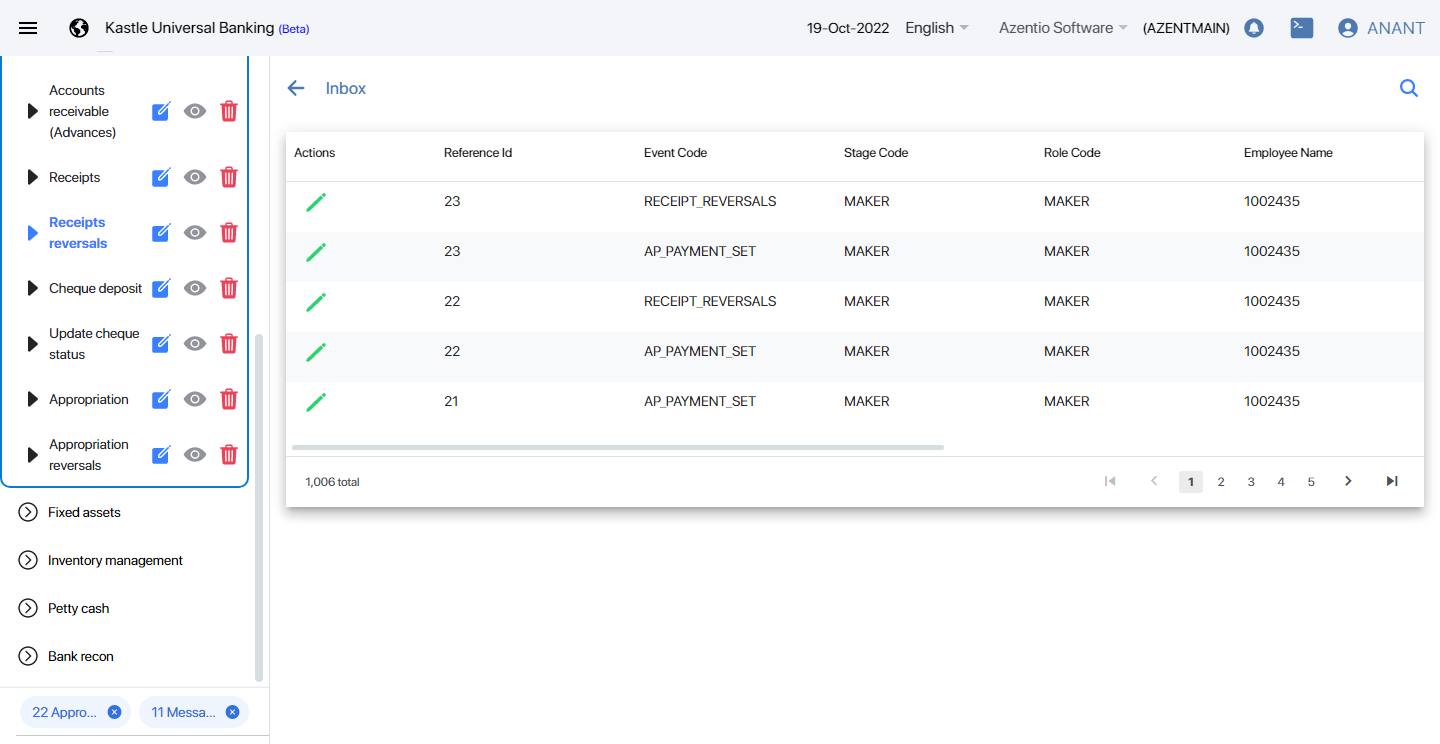 Kastle Universal Banking (Beta)
19-Oct-2022 English Azentio Software (AZENTMAIN) ANANT
Accounts
receivable
(Advances)
Receipts
Receipts
reversals
Cheque deposit
Update cheque
status
Appropriation
Appropriation
reversals
Fixed assets
Inventory management
Petty cash
Bank recon
22 Appro...
11 Messa...
Inbox
Actions Reference Id Event Code Stage Code Role Code Employee Name
23 RECEIPT_REVERSALS MAKER MAKER 1002435
23 AP_PAYMENT_SET MAKER MAKER 1002435
22 RECEIPT_REVERSALS MAKER MAKER 1002435
22 AP_PAYMENT_SET MAKER MAKER 1002435
21 AP_PAYMENT_SET MAKER MAKER 1002435
1,006 total 1 2 3 4 5